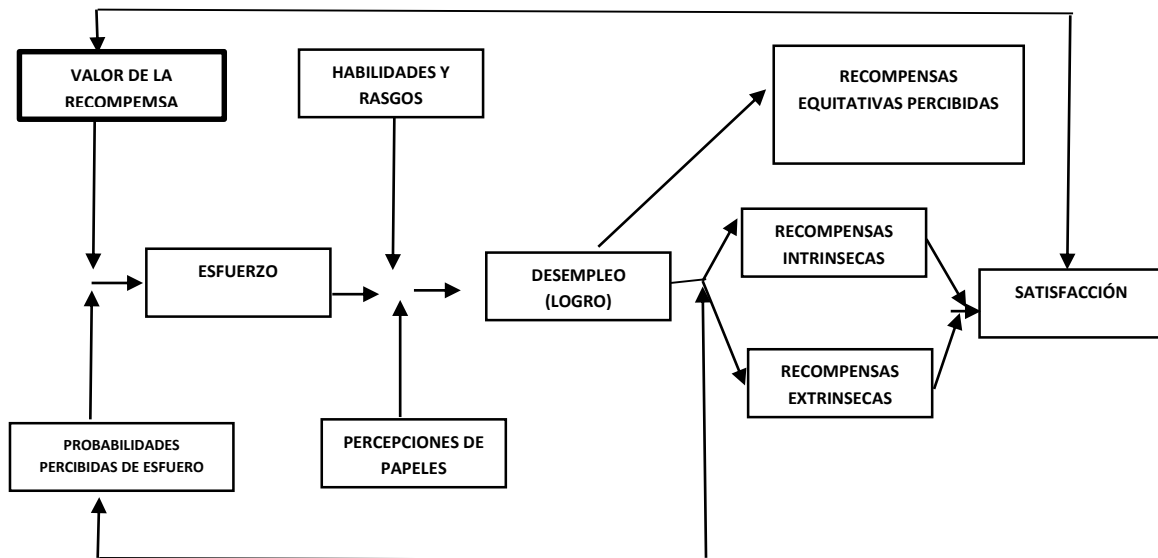 VALOR DE LA
RECOMPEMSA
HABILIDADES Y
RASGOS
RECOMPENSAS
EQUITATIVAS PERCIBIDAS
ESFUERZO
DESEMPLEO
(LOGRO)
RECOMPENSAS
INTRINSECAS
SATISFACCIÓN
RECOMPENSAS
EXTRINSECAS
PROBABILIDADES
PERCIBIDAS DE ESFUERO
PERCEPCIONES DE
PAPELES